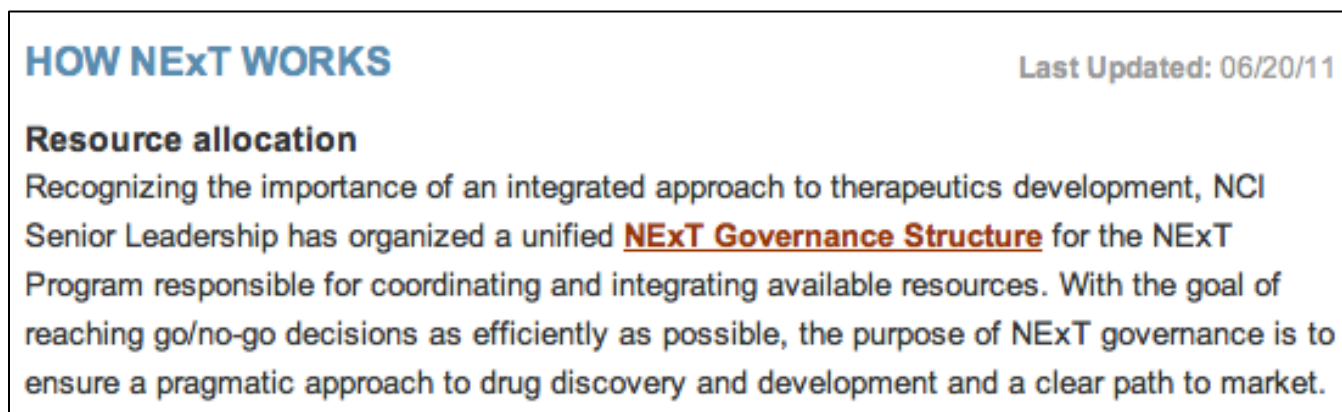 HOW NExT WORKS
Last Updated: 06/20/11
Resource allocation
Recognizing the importance of an integrated approach to therapeutics development, NCI
Senior Leadership has organized a unified NExT Governance Structure for the NExT
Program responsible for coordinating and integrating available resources. With the goal of
reaching go/no-go decisions as efficiently as possible, the purpose of NExT governance is to
ensure a pragmatic approach to drug discovery and development and a clear path to market.